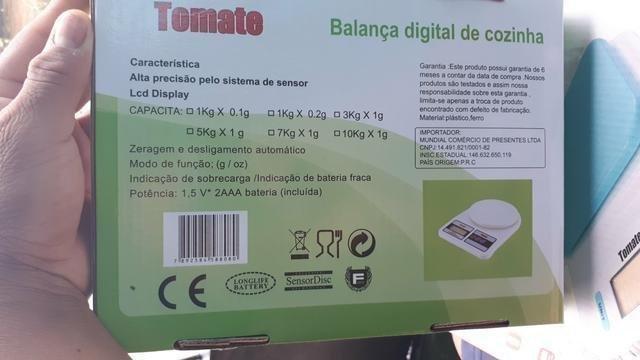 Tomate
Balança digital de cozinha
Característica
Alta precisão pelo sistema de sensor
Lcd Display
CAPACITA: □ 1Kg X 0.1g □ 1Kg X 0.2g □ 3Kg X 1g
□ 5Kg X 1 g □ 7Kg X 1g □ 10Kg X 1g
Zeragem e desligamento automático
Modo de função; (g / oz)
Indicação de sobrecarga /Indicação de bateria fraca
Potência: 1,5 V* 2AAA bateria (incluída)
Garantia :Este produto possui garantia de 6
meses a contar da data de compra .Nossos
produtos são testados e assim nossa
responsabilidade sobre esta garantia ,
limita-se apenas a troca de produto
encontrado com defeito de fabricação.
Material:plástico,ferro
IMPORTADOR:
MUNDIAL COMÉRCIO DE PRESENTES LTDA
CNPJ:14.491.821/0001-82
INSC.ESTADUAL:146.632.650.119
PAÍS ORIGEM:P.R.C
CE
LONGLIFE
BATTERY
SensorDisc
F
Tomate